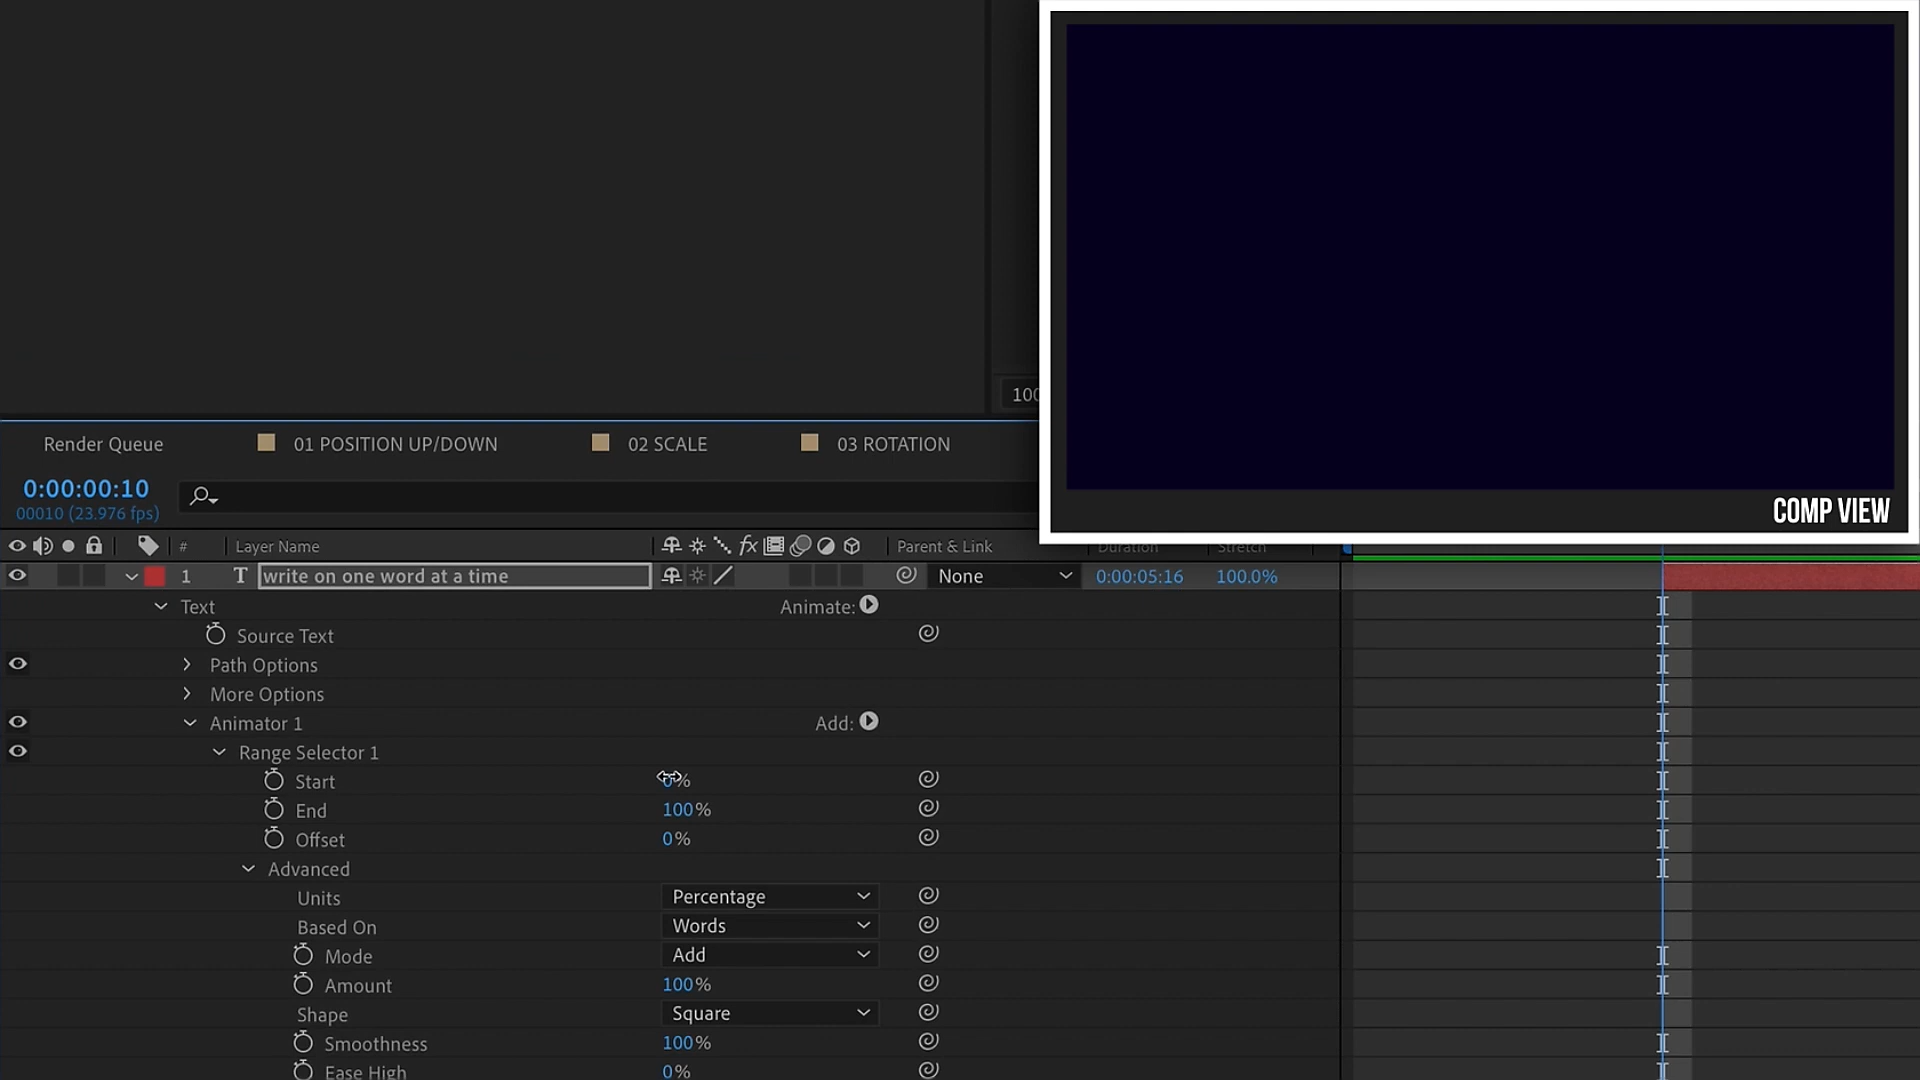 100
COMP VIEW
Render Queue
01 POSITION UP/DOWN
02 SCALE
03 ROTATION
0:00:00:10
00010 (23.976 fps)
# Layer Name
Parent & Link
Duration
Stretch
1 T write on one word at a time None 0:00:05:16 100.0%
Text Animate:
Source Text
Path Options
More Options
Animator 1 Add:
Range Selector 1
Start 0%
End 100%
Offset 0%
Advanced
Units Percentage
Based On Words
Mode Add
Amount 100%
Shape Square
Smoothness 100%
Ease High 0%